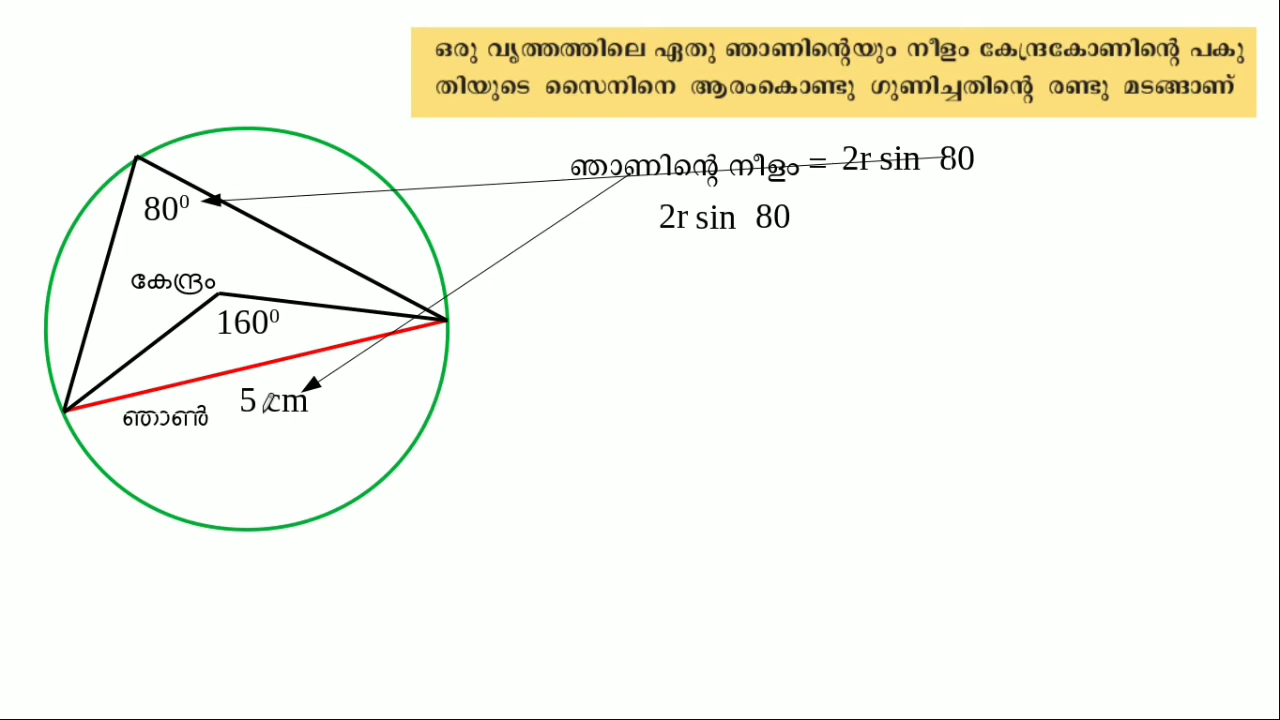 ഒരു വൃത്തത്തിലെ ഏതു ഞാണിന്റെയും നീളം കേന്ദ്രകോണിന്റെ പകു
തിയുടെ സൈനിനെ ആരംകൊണ്ടു ഗുണിച്ചതിന്റെ രണ്ടു മടങ്ങാണ്
ഞാണിന്റെ നീളം = 2r sin 80
80⁰
2r sin 80
കേന്ദ്രം
160⁰
5 cm
ഞാൺ